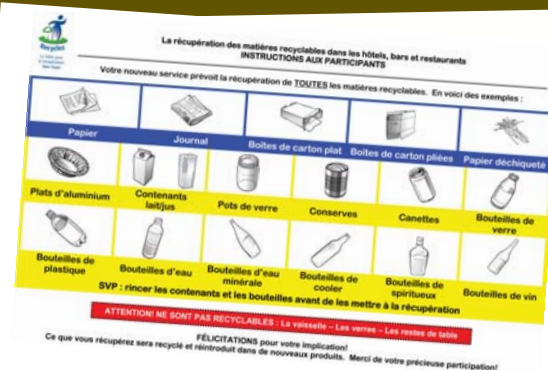 Recyclez
La récupération des matières recyclables dans les hôtels, bars et restaurants
INSTRUCTIONS AUX PARTICIPANTS
Votre nouveau service prévoit la récupération de TOUTES les matières recyclables. En voici des exemples :
Papier
Journal
Boîtes de carton plat
Boîtes de carton pliées
Papier déchiqueté
Plats d'aluminium
Contenants lait/jus
Pots de verre
Conserves
Canettes
Bouteilles de verre
Bouteilles de plastique
Bouteilles d'eau
Bouteilles d'eau minérale
Bouteilles de cooler
Bouteilles de spiritueux
Bouteilles de vin
SVP : rincer les contenants et les bouteilles avant de les mettre à la récupération
ATTENTION! NE SONT PAS RECYCLABLES : La vaisselle – Les verres – Les restes de table
FÉLICITATIONS pour votre implication!
Ce que vous récupérez sera recyclé et réintroduit dans de nouveaux produits. Merci de votre précieuse participation!